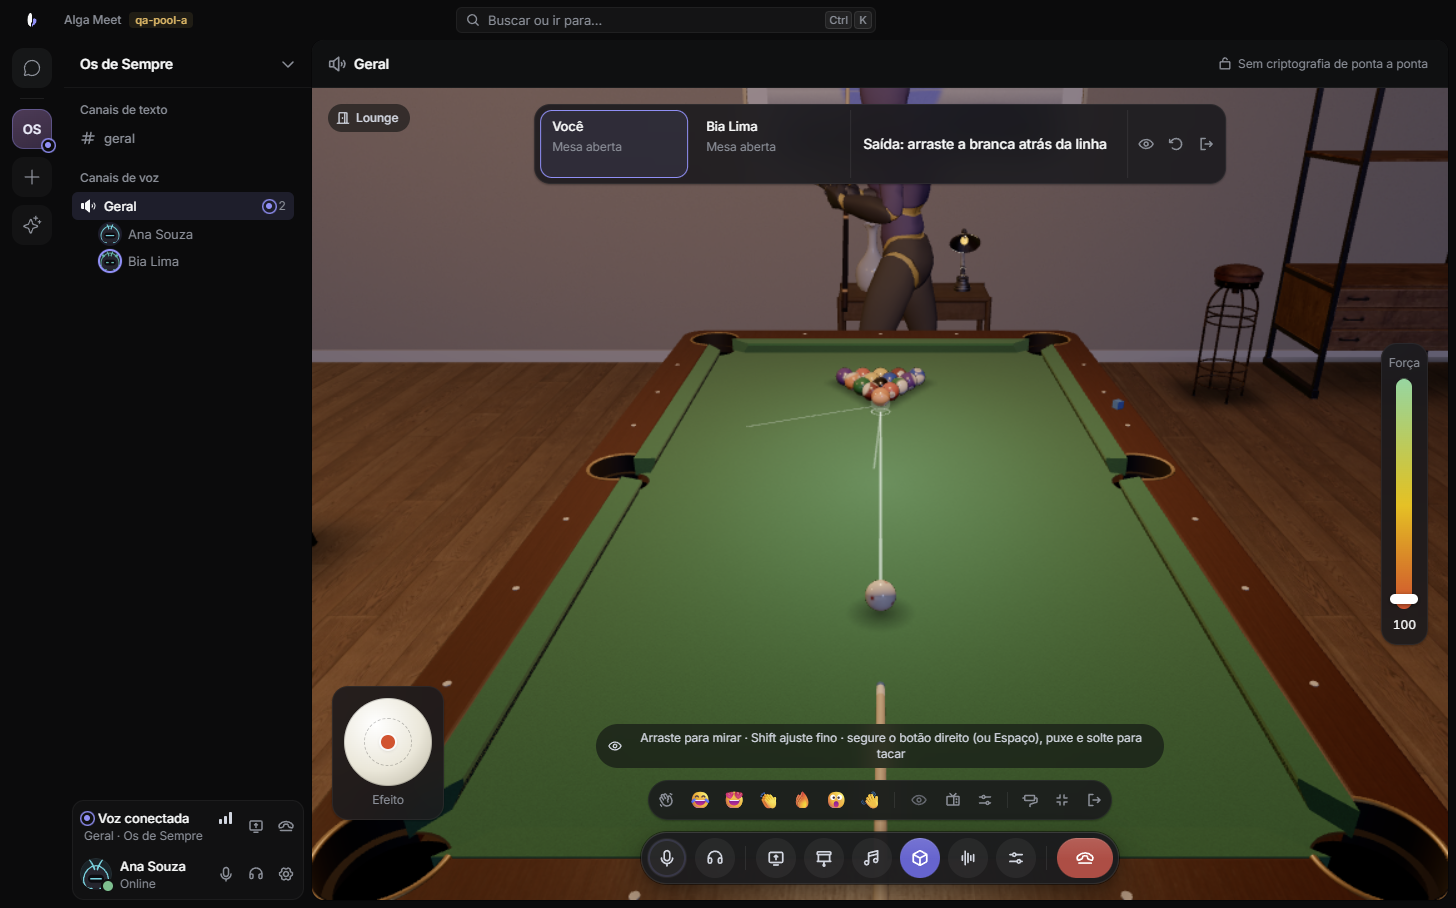 Alga Meet
qa-pool-a
Buscar ou ir para...
Ctrl K
OS
Os de Sempre
Canais de texto
geral
Canais de voz
Geral
2
Ana Souza
Bia Lima
Voz conectada
Geral · Os de Sempre
Ana Souza
Online
Geral
Sem criptografia de ponta a ponta
Lounge
Você
Mesa aberta
Bia Lima
Mesa aberta
Saída: arraste a branca atrás da linha
Força
100
Efeito
Arraste para mirar · Shift ajuste fino · segure o botão direito (ou Espaço), puxe e solte para
tacar